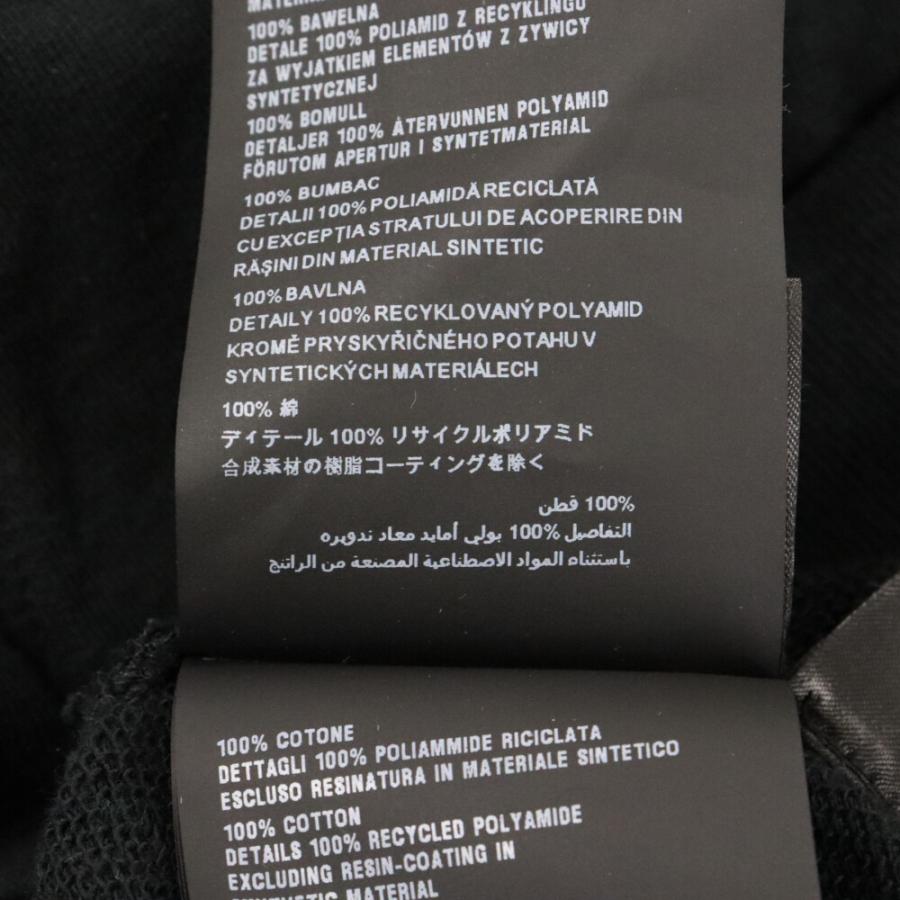 100% BAWEŁNA
DETALE 100% POLIAMID Z RECYKLINGU
ZA WYJATKIEM ELEMENTÓW Z ŻYWICY
SYNTETYCZNEJ
100% BOMULL
DETALJER 100% ÅTERVUNNEN POLYAMID
FÖRUTOM APERTUR I SYNTETMATERIAL
100% BUMBAC
DETALII 100% POLIAMIDĂ RECICLATĂ
CU EXCEPŢIA STRATULUI DE ACOPERIRE DIN
RĂŞINI DIN MATERIAL SINTETIC
100% BAVLNA
DETAILY 100% RECYKLOVANÝ POLYAMID
KROMĚ PRYSKYŘIČNÉHO POTAHU V
SYNTETICKÝCH MATERIÁLECH
100% 綿
ディテール 100% リサイクルポリアミド
合成素材の樹脂コーティングを除く
100% قطن
التفاصيل 100% بولي أمايد معاد تدويره
باستثناء المواد الاصطناعية المصنعة من الراتنج
100% COTONE
DETTAGLI 100% POLIAMMIDE RICICLATA
ESCLUSO RESINATURA IN MATERIALE SINTETICO
100% COTTON
DETAILS 100% RECYCLED POLYAMIDE
EXCLUDING RESIN-COATING IN
SYNTHETIC MATERIAL